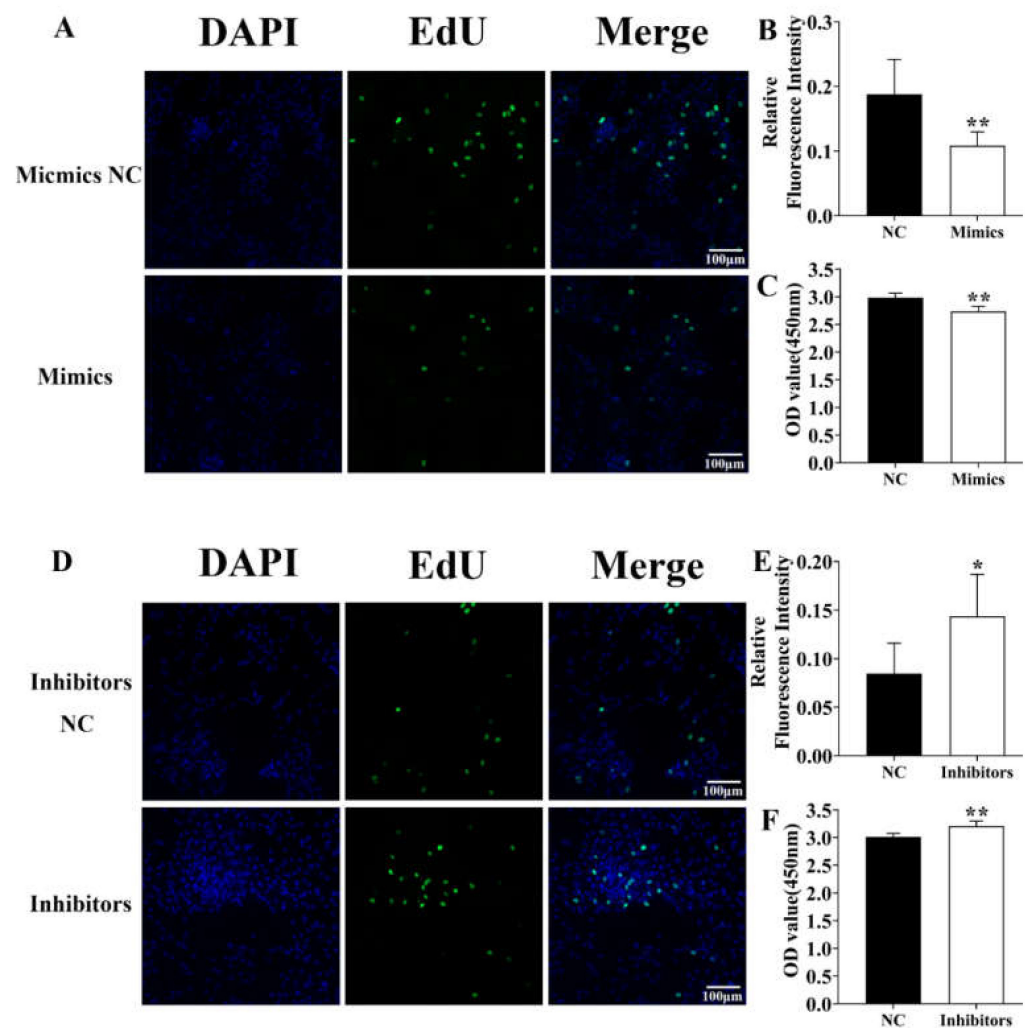 A
DAPI
EdU
Merge
Micmics NC
100μm
Mimics
100μm
B
Relative
Fluorescence Intensity
0.3
0.2
0.1
0.0
**
NC
Mimics
C
OD value(450nm)
3.5
3.0
2.5
2.0
1.5
1.0
0.5
0.0
**
NC
Mimics
D
DAPI
EdU
Merge
Inhibitors
NC
100μm
Inhibitors
100μm
E
Relative
Fluorescence Intensity
0.20
0.15
0.10
0.05
0.00
*
NC
Inhibitors
F
OD value(450nm)
3.5
3.0
2.5
2.0
1.5
1.0
0.5
0.0
**
NC
Inhibitors